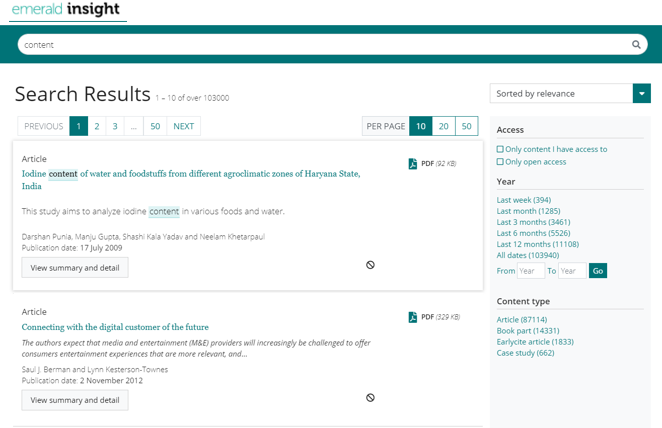 emerald insight
content
Search Results 1 – 10 of over 103000
Sorted by relevance
PREVIOUS 1 2 3 ... 50 NEXT
PER PAGE 10 20 50
Article
PDF (92 KB)
Iodine content of water and foodstuffs from different agroclimatic zones of Haryana State,
India
This study aims to analyze iodine content in various foods and water.
Darshan Punia, Manju Gupta, Shashi Kala Yadav and Neelam Khetarpaul
Publication date: 17 July 2009
View summary and detail
Article
PDF (329 KB)
Connecting with the digital customer of the future
The authors expect that media and entertainment (M&E) providers will increasingly be challenged to offer
consumers entertainment experiences that are more relevant, and...
Saul J. Berman and Lynn Kesterson-Townes
Publication date: 2 November 2012
View summary and detail
Access
Only content I have access to
Only open access
Year
Last week (394)
Last month (1285)
Last 3 months (3461)
Last 6 months (5526)
Last 12 months (11108)
All dates (103940)
From Year To Year Go
Content type
Article (87114)
Book part (14331)
Earlycite article (1833)
Case study (662)